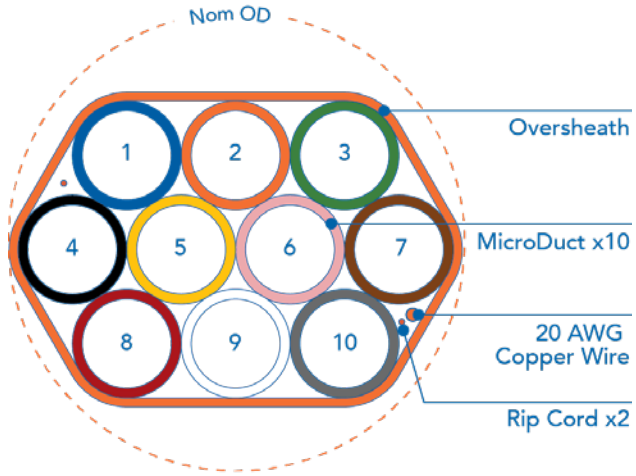 Nom OD
1 2 3
Oversheath
4 5 6 7
MicroDuct x10
8 9 10
20 AWG
Copper Wire
Rip Cord x2